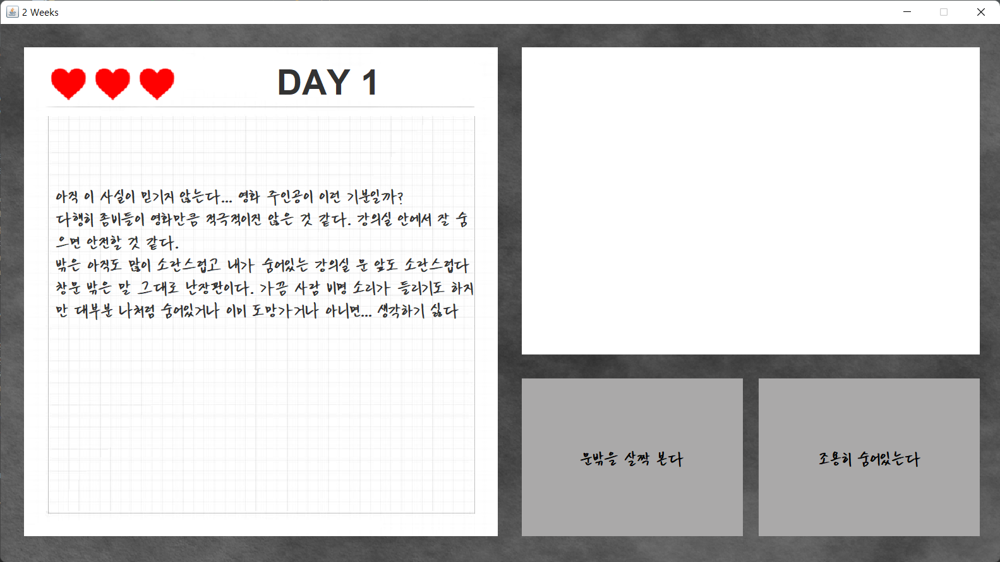 2 Weeks
DAY 1
아직 이 사실이 믿기지 않는다... 영화 주인공이 이런 기분일까?
다행히 좀비들이 영화만큼 적극적이진 않은 것 같다. 강의실 안에서 잘 숨
으면 안전할 것 같다.
밖은 아직도 많이 소란스럽고 내가 숨어있는 강의실 문 앞도 소란스럽다
창문 밖은 말 그대로 난장판이다. 가끔 사람 비명 소리가 들리기도 하지
만 대부분 나처럼 숨어있거나 이미 도망가거나 아니면... 생각하기 싫다
문밖을 살짝 본다
조용히 숨어있는다